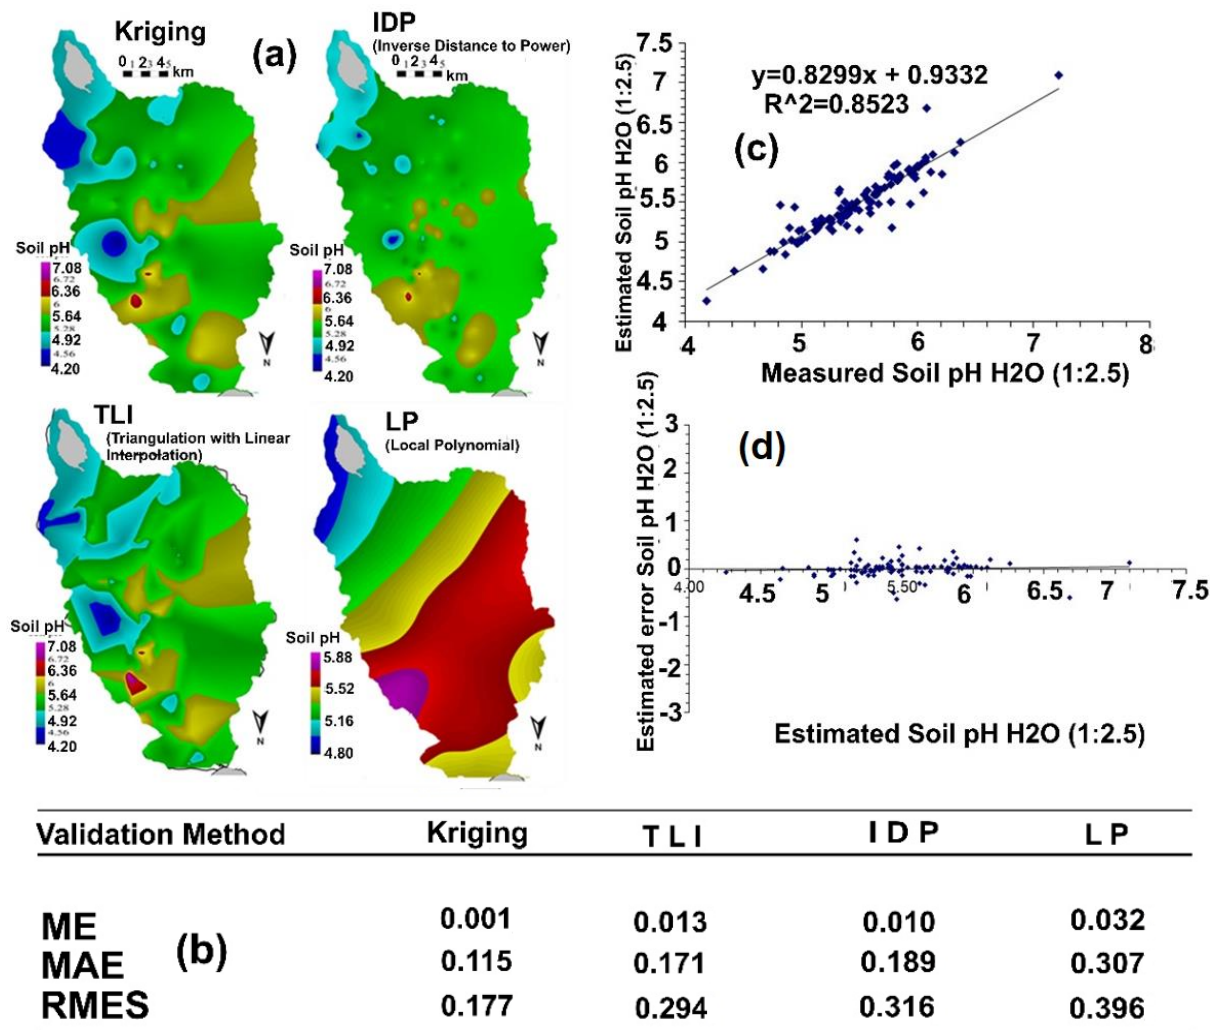 Kriging
0 1 2 3 4 5
km
(a)
IDP
(Inverse Distance to Power)
0 1 2 3 4 5
km
Soil pH
7.08
6.72
6.36
6
5.64
5.28
4.92
4.56
4.20
N
Soil pH
7.08
6.72
6.36
6
5.64
5.28
4.92
4.56
4.20
N
TLI
(Triangulation with Linear
Interpolation)
Soil pH
7.08
6.72
6.36
6
5.64
5.28
4.92
4.56
4.20
N
LP
(Local Polynomial)
Soil pH
5.88
5.52
5.16
4.80
N
Estimated Soil pH H2O (1:2.5)
7.5
7
6.5
6
5.5
5
4.5
4
y=0.8299x + 0.9332
R^2=0.8523
(c)
4 5 6 7 8
Measured Soil pH H2O (1:2.5)
Estimated error Soil pH H2O (1:2.5)
3
2
1
0
-1
-2
-3
(d)
4.00 4.5 5 5.50 6 6.5 7 7.5
Estimated Soil pH H2O (1:2.5)
Validation Method Kriging T L I I D P L P
ME 0.001 0.013 0.010 0.032
(b)
MAE 0.115 0.171 0.189 0.307
RMES 0.177 0.294 0.316 0.396